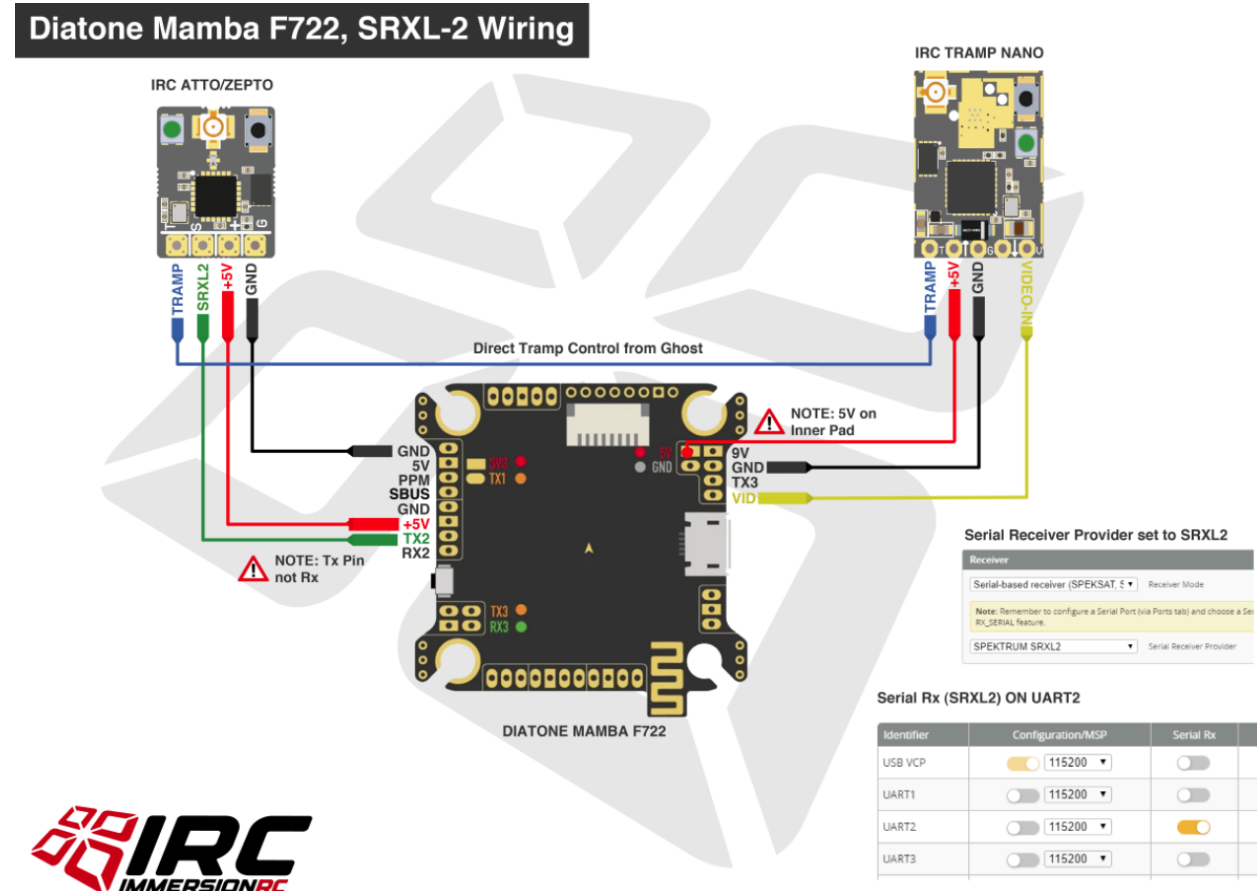 Diatone Mamba F722, SRXL-2 Wiring
IRC ATTO/ZEPTO
IRC TRAMP NANO
T S + G
T G U
TRAMP
SRXL2
+5V
GND
TRAMP
+5V
GND
VIDEO-IN
Direct Tramp Control from Ghost
NOTE: 5V on
Inner Pad
GND
5V
PPM
SBUS
GND
+5V
TX2
RX2
3V3
TX1
5V
GND
9V
GND
TX3
VID
NOTE: Tx Pin
not Rx
TX3
RX3
DIATONE MAMBA F722
Serial Receiver Provider set to SRXL2
Receiver
Serial-based receiver (SPEKSAT, S
Receiver Mode
Note: Remember to configure a Serial Port (via Ports tab) and choose a Se
RX_SERIAL feature.
SPEKTRUM SRXL2
Serial Receiver Provider
Serial Rx (SRXL2) ON UART2
Identifier Configuration/MSP Serial Rx
USB VCP 115200
UART1 115200
UART2 115200
UART3 115200
IRC
IMMERSIONRC